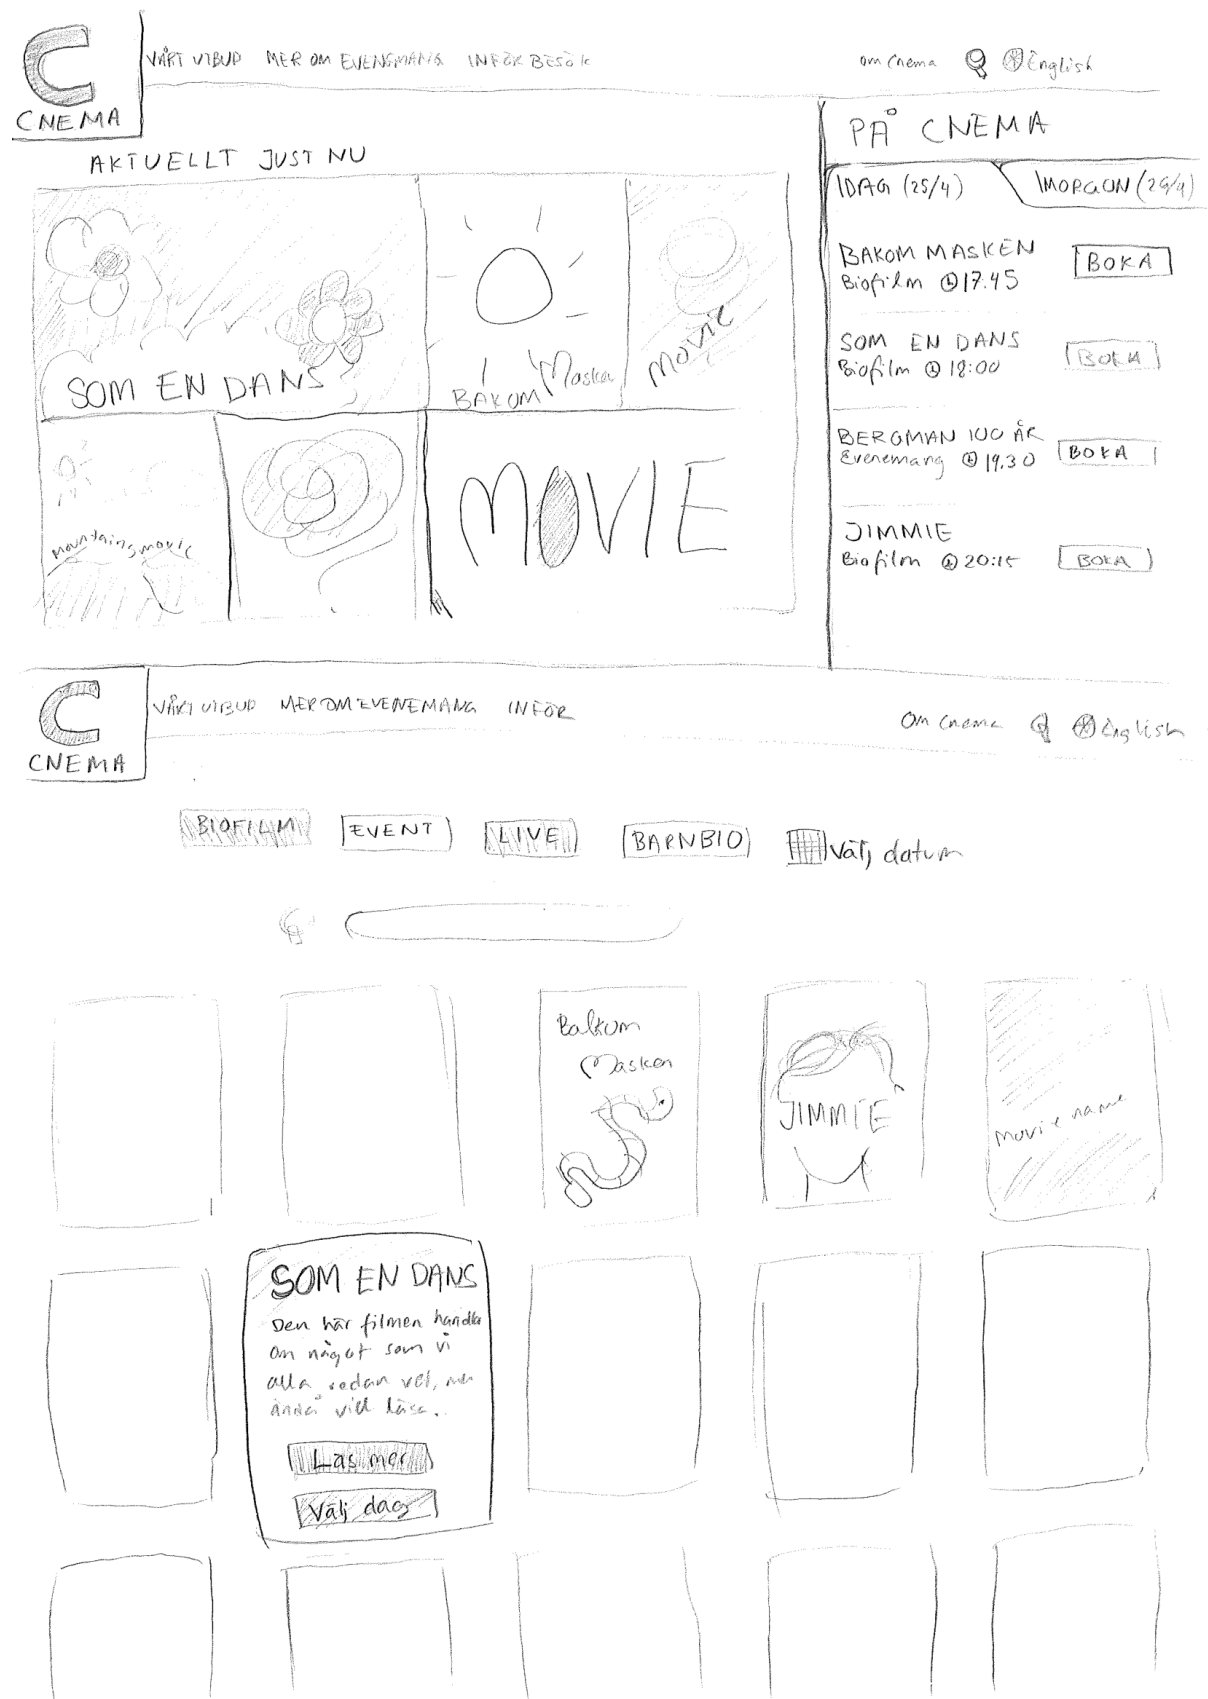 C
CNEMA
VÅRT UTBUD MER OM EVENSMANG INFÖR BESÖK
om Cnema English
AKTUELLT JUST NU
SOM EN DANS
BAKOM Masken
MOVIE
Mountainsmovie
MOVIE
PÅ CNEMA
IDAG (25/4) IMORGON (26/4)
BAKOM MASKEN
Biofilm 17.45
BOKA
SOM EN DANS
Biofilm 18:00
BOKA
BERGMAN 100 ÅR
Evenemang 19.30
BOKA
JIMMIE
Biofilm 20:15
BOKA
C
CNEMA
VÅRT UTBUD MER OM EVENEMANG INFÖR
Om Cnema English
BIOFILM EVENT LIVE BARNBIO Välj datum
Bakom
Masken
JIMMIE
Movie name
SOM EN DANS
Den här filmen handla
om något som vi
alla redan vet, men
ändå vill läsa.
Läs mer
Välj dag